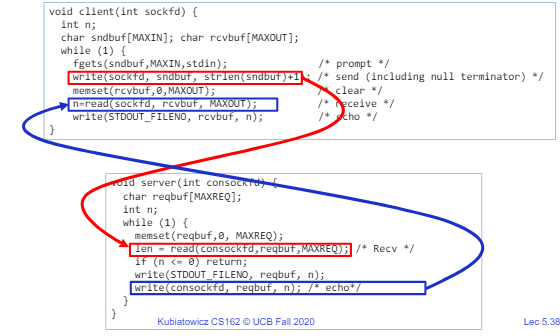 void client(int sockfd) {
int n;
char sndbuf[MAXIN]; char rcvbuf[MAXOUT];
while (1) {
fgets(sndbuf,MAXIN,stdin); /* prompt */
write(sockfd, sndbuf, strlen(sndbuf)+1); /* send (including null terminator) */
memset(rcvbuf,0,MAXOUT); /* clear */
n=read(sockfd, rcvbuf, MAXOUT); /* receive */
write(STDOUT_FILENO, rcvbuf, n); /* echo */
}
}
void server(int consockfd) {
char reqbuf[MAXREQ];
int n;
while (1) {
memset(reqbuf,0, MAXREQ);
len = read(consockfd,reqbuf,MAXREQ); /* Recv */
if (n <= 0) return;
write(STDOUT_FILENO, reqbuf, n);
write(consockfd, reqbuf, n); /* echo*/
}
}
Kubiatowicz CS162 © UCB Fall 2020 Lec 5.38